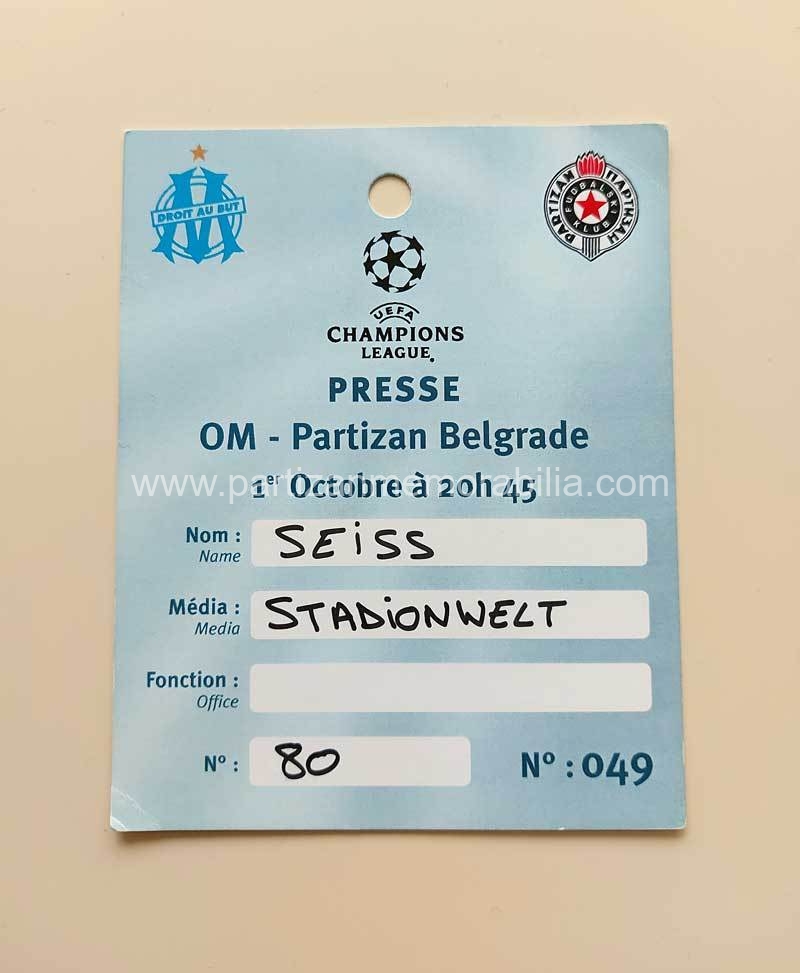 DROIT AU BUT
PARTIZAN ПАРТИЗАН
FUDBALSKI
KLUB
UEFA
CHAMPIONS
LEAGUE
PRESSE
OM - Partizan Belgrade
www.partizanmemorabilia.com
1er Octobre à 20h 45
Nom : SEISS
Name
Média : STADIONWELT
Media
Fonction :
Office
N° : 80 N° : 049